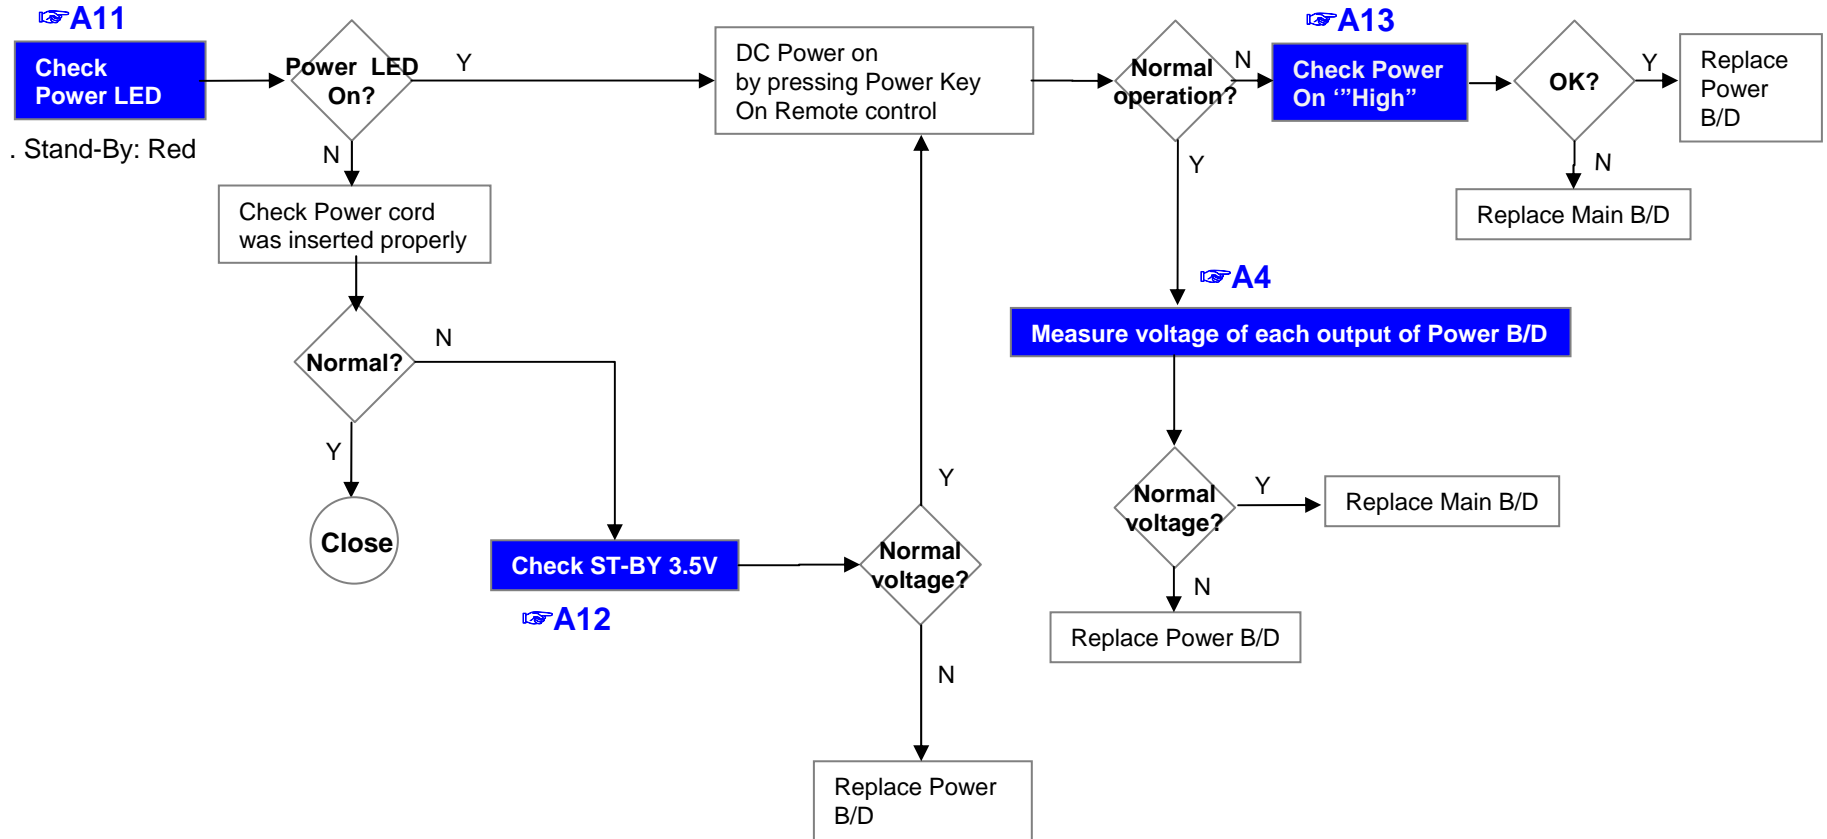 ☞A11
Check
Power LED
. Stand-By: Red
Power LED
On?
Y
N
Check Power cord
was inserted properly
Normal?
N
Y
Close
Check ST-BY 3.5V
☞A12
Normal
voltage?
Y
N
Replace Power
B/D
DC Power on
by pressing Power Key
On Remote control
Normal
operation?
N
Y
☞A13
Check Power
On ‘”High”
OK?
Y
Replace
Power
B/D
N
Replace Main B/D
☞A4
Measure voltage of each output of Power B/D
Normal
voltage?
Y
Replace Main B/D
N
Replace Power B/D